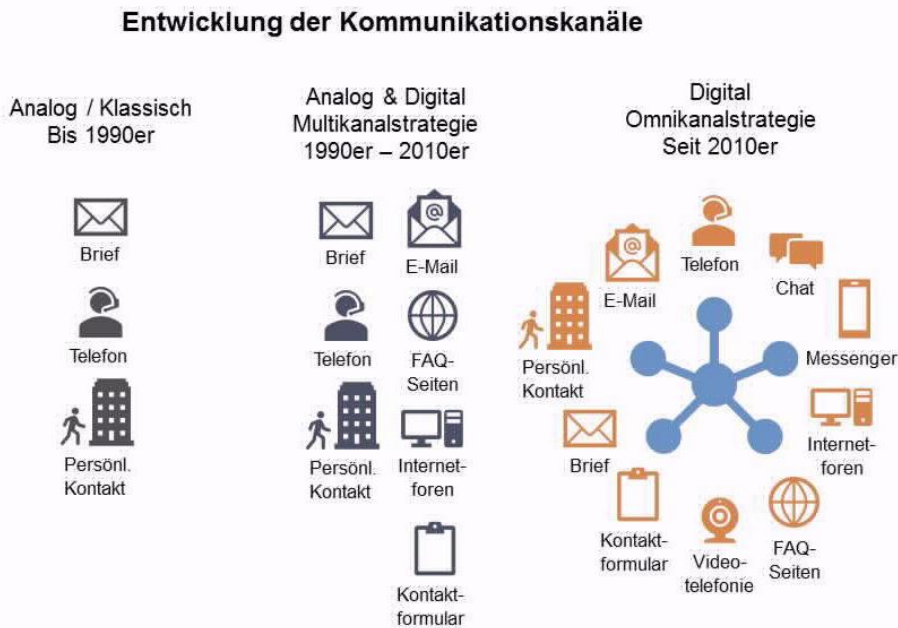 Entwicklung der Kommunikationskanäle
Analog / Klassisch
Bis 1990er
Brief
Telefon
Persönl.
Kontakt
Analog & Digital
Multikanalstrategie
1990er – 2010er
Brief
@
E-Mail
Telefon
FAQ-
Seiten
Persönl.
Kontakt
Internet-
foren
Kontakt-
formular
Digital
Omnikanalstrategie
Seit 2010er
Telefon
@
E-Mail
Chat
Persönl.
Kontakt
Messenger
Brief
Internet-
foren
Kontakt-
formular
Video-
telefonie
FAQ-
Seiten